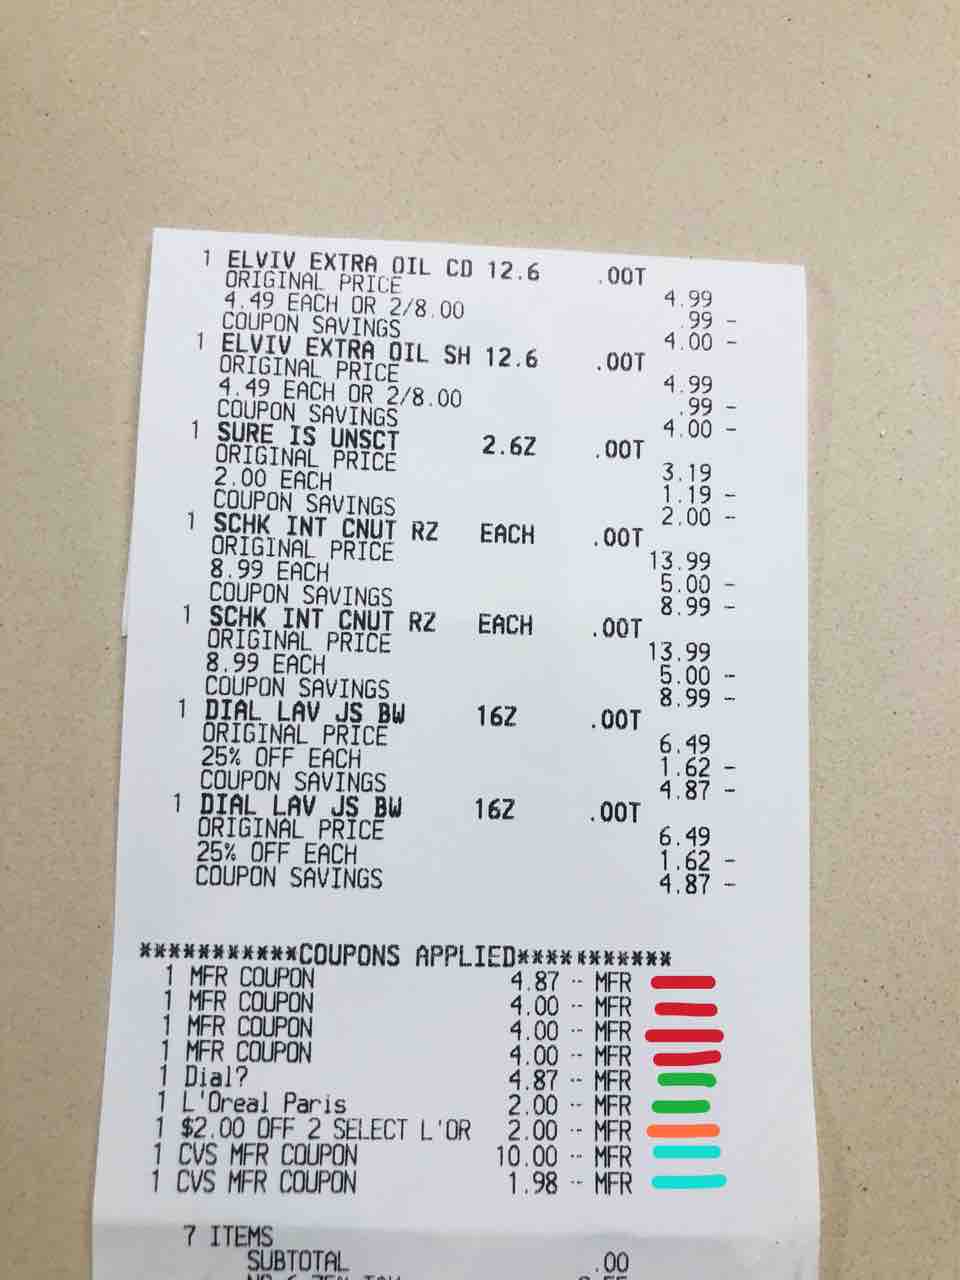 1 ELVIV EXTRA OIL CD 12.6 .00T
ORIGINAL PRICE 4.99
4.49 EACH OR 2/8.00 .99 -
COUPON SAVINGS 4.00 -
1 ELVIV EXTRA OIL SH 12.6 .00T
ORIGINAL PRICE 4.99
4.49 EACH OR 2/8.00 .99 -
COUPON SAVINGS 4.00 -
1 SURE IS UNSCT 2.6Z .00T
ORIGINAL PRICE 3.19
2.00 EACH 1.19 -
COUPON SAVINGS 2.00 -
1 SCHK INT CNUT RZ EACH .00T
ORIGINAL PRICE 13.99
8.99 EACH 5.00 -
COUPON SAVINGS 8.99 -
1 SCHK INT CNUT RZ EACH .00T
ORIGINAL PRICE 13.99
8.99 EACH 5.00 -
COUPON SAVINGS 8.99 -
1 DIAL LAV JS BW 16Z .00T
ORIGINAL PRICE 6.49
25% OFF EACH 1.62 -
COUPON SAVINGS 4.87 -
1 DIAL LAV JS BW 16Z .00T
ORIGINAL PRICE 6.49
25% OFF EACH 1.62 -
COUPON SAVINGS 4.87 -
***********COUPONS APPLIED***********
1 MFR COUPON 4.87 - MFR
1 MFR COUPON 4.00 - MFR
1 MFR COUPON 4.00 - MFR
1 MFR COUPON 4.00 - MFR
1 Dial? 4.87 - MFR
1 L'Oreal Paris 2.00 - MFR
1 $2.00 OFF 2 SELECT L'OR 2.00 - MFR
1 CVS MFR COUPON 10.00 - MFR
1 CVS MFR COUPON 1.98 - MFR
7 ITEMS
SUBTOTAL .00